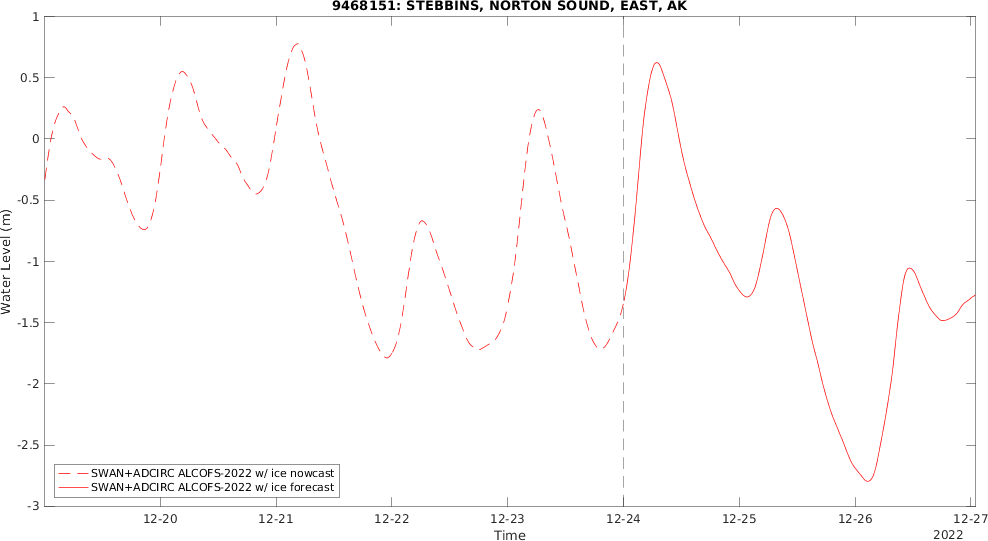 9468151: STEBBINS, NORTON SOUND, EAST, AK
1
0.5
0
-0.5
-1
-1.5
-2
-2.5
-3
Water Level (m)
SWAN+ADCIRC ALCOFS-2022 w/ ice nowcast
SWAN+ADCIRC ALCOFS-2022 w/ ice forecast
12-20 12-21 12-22 12-23 12-24 12-25 12-26 12-27
Time
2022